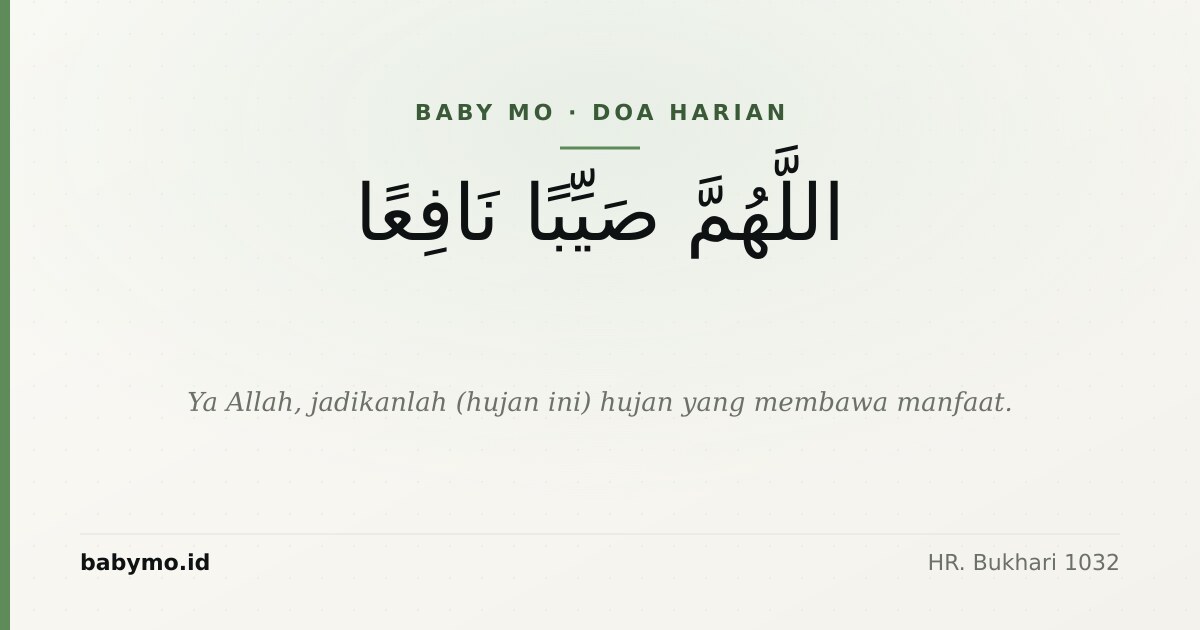 BABY MO · DOA HARIAN
اللَّهُمَّ صَيِّبًا نَافِعًا
Ya Allah, jadikanlah (hujan ini) hujan yang membawa manfaat.
babymo.id
HR. Bukhari 1032